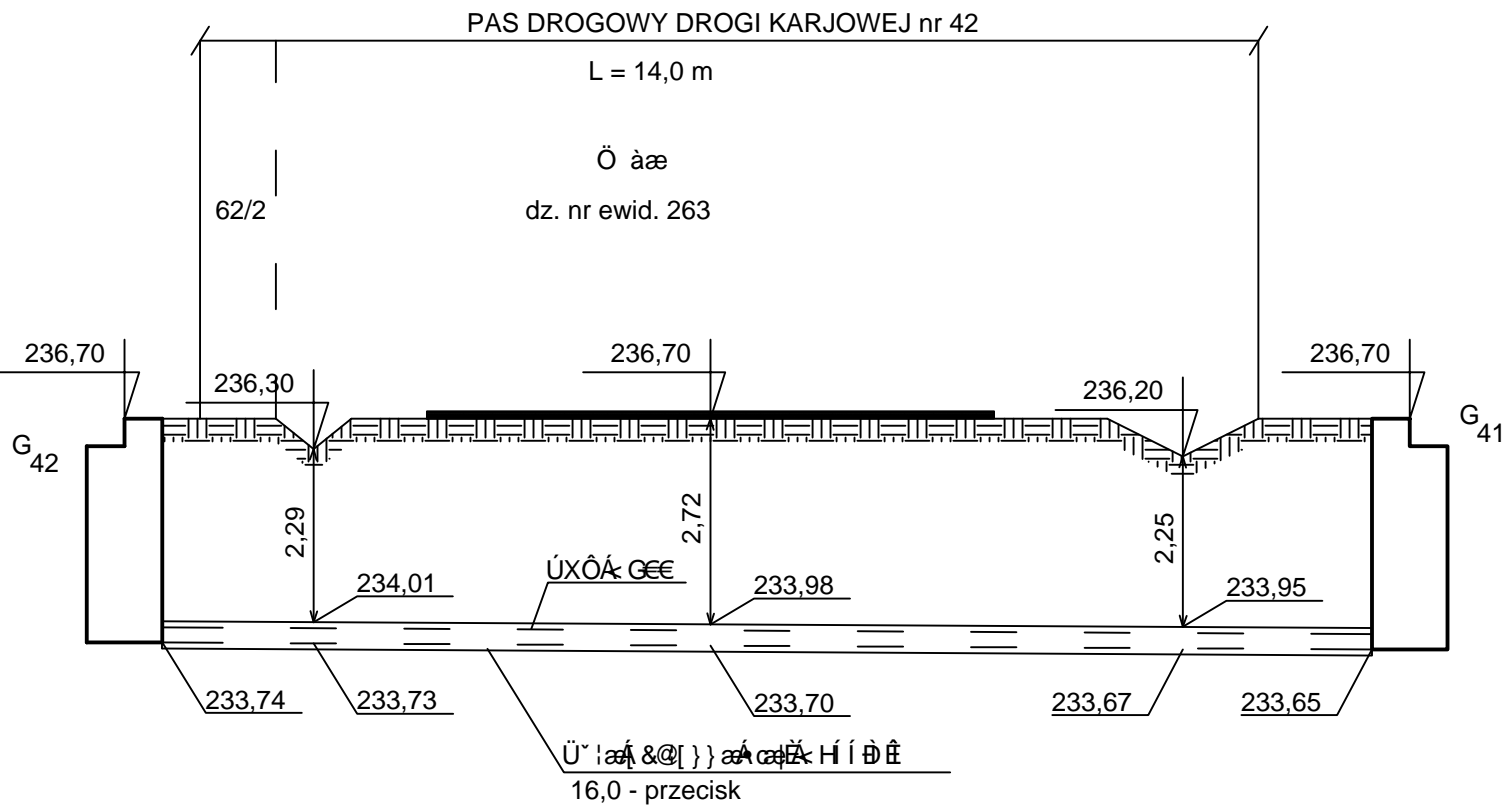 PAS DROGOWY DROGI KARJOWEJ nr 42
L = 14,0 m
Ö àæ
62/2
dz. nr ewid. 263
236,70
236,30
236,70
236,20
236,70
G42
G41
2,29
2,72
2,25
234,01
233,98
233,95
233,74
233,73
233,70
233,67
233,65
16,0 - przecisk